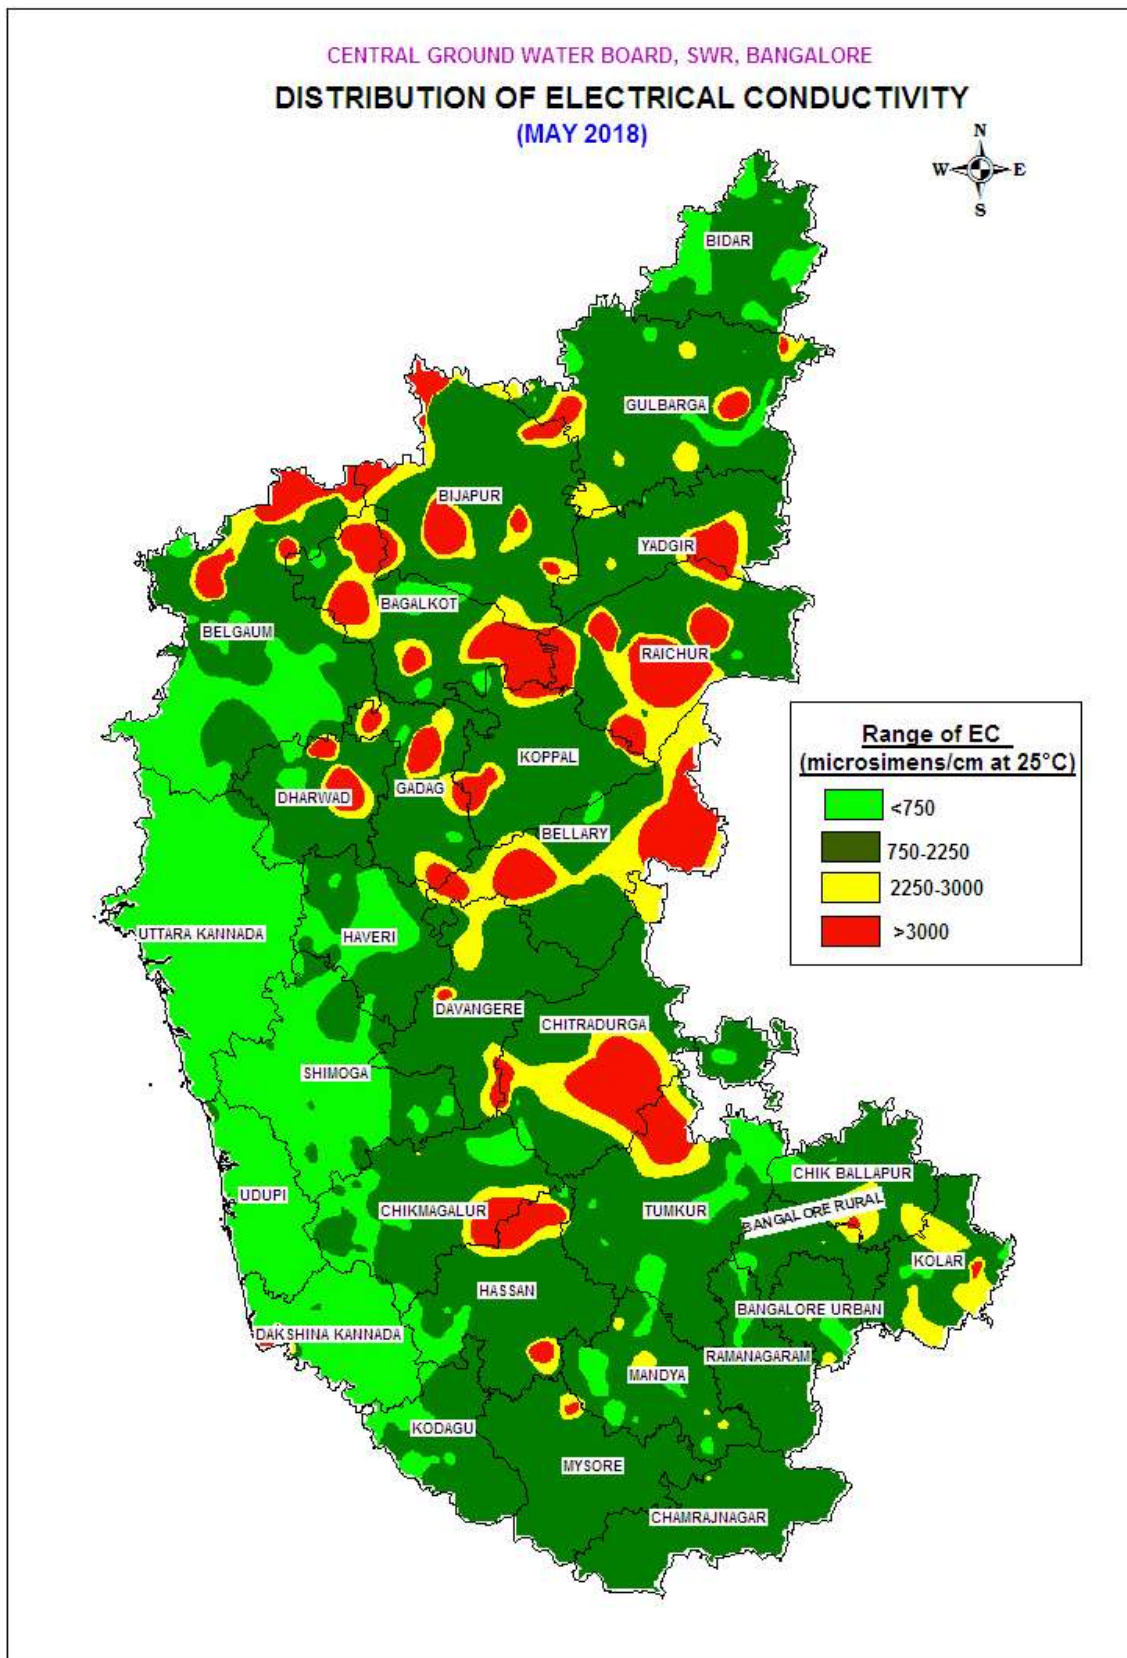 CENTRAL GROUND WATER BOARD, SWR, BANGALORE
DISTRIBUTION OF ELECTRICAL CONDUCTIVITY
(MAY 2018)
N
W E
S
BIDAR
GULBARGA
BIJAPUR
YADGIR
BAGALKOT
BELGAUM
RAICHUR
Range of EC
(microsimens/cm at 25°C)
<750
750-2250
2250-3000
>3000
KOPPAL
GADAG
DHARWAD
BELLARY
UTTARA KANNADA
HAVERI
DAVANGERE
CHITRADURGA
SHIMOGA
CHIK BALLAPUR
UDUPI
CHIKMAGALUR
TUMKUR
BANGALORE RURAL
KOLAR
HASSAN
BANGALORE URBAN
DAKSHINA KANNADA
RAMANAGARAM
MANDYA
KODAGU
MYSORE
CHAMRAJNAGAR